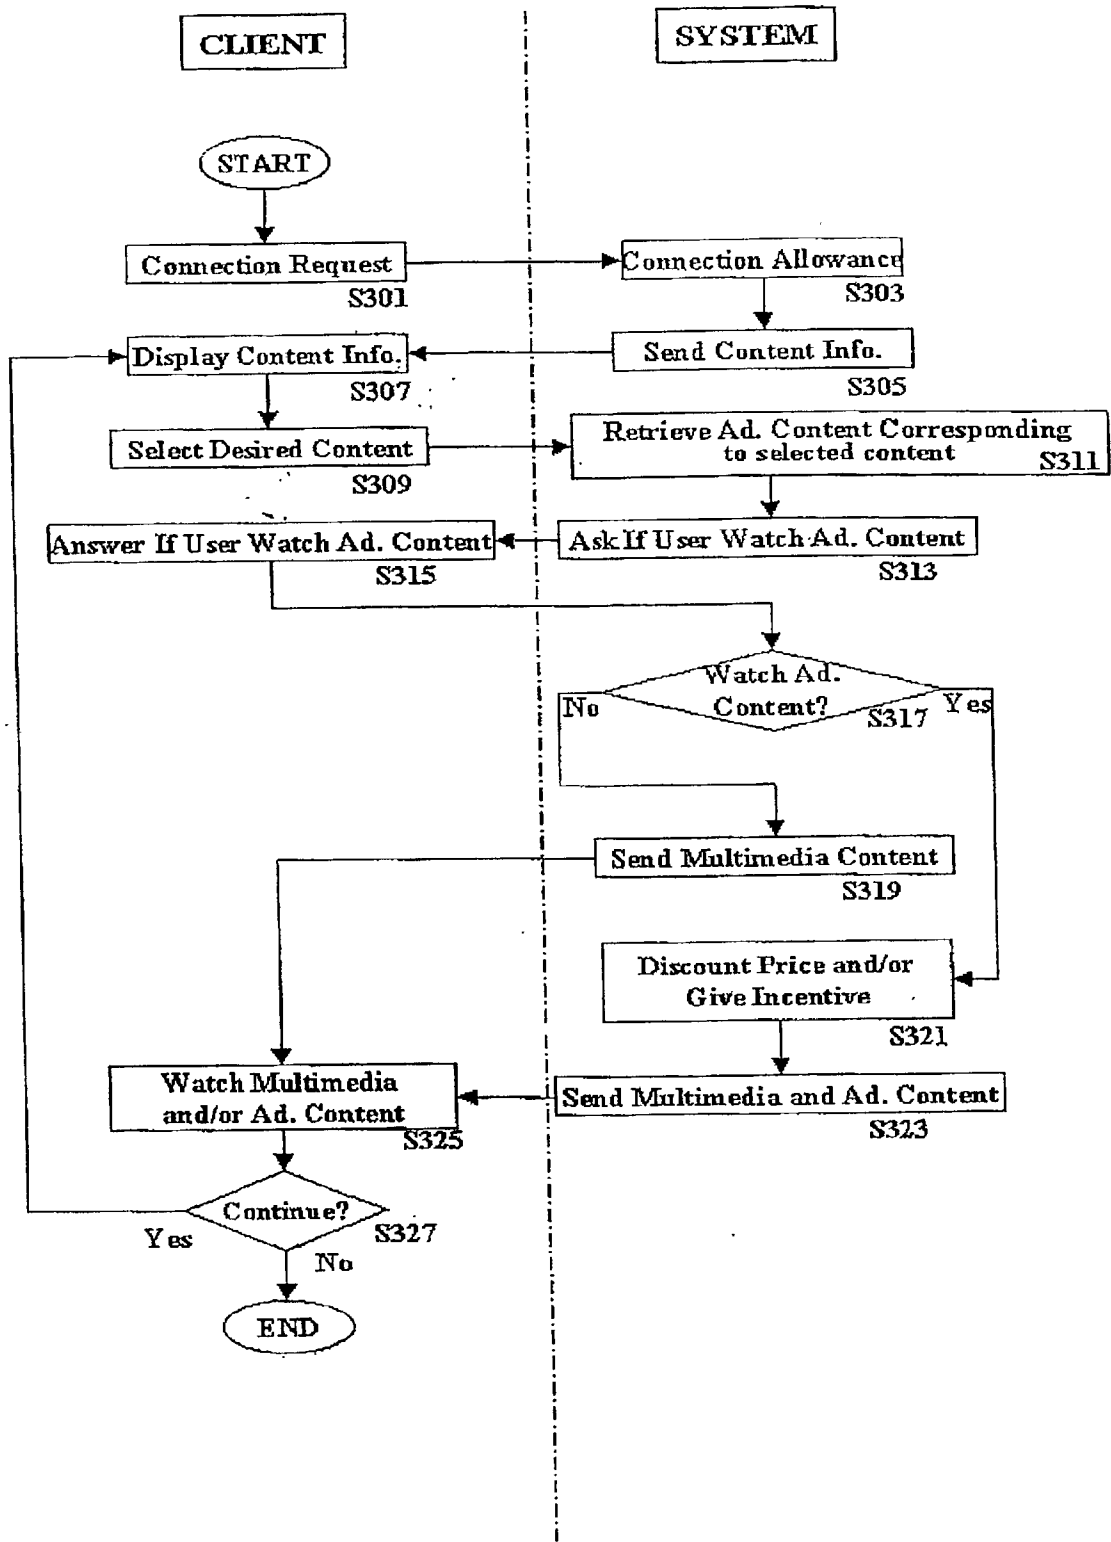 CLIENT
SYSTEM
START
Connection Request
S301
Connection Allowance
S303
Display Content Info.
S307
Send Content Info.
S305
Select Desired Content
S309
Retrieve Ad. Content Corresponding
to selected content
S311
Answer If User Watch Ad. Content
S315
Ask If User Watch Ad. Content
S313
Watch Ad.
Content?
No
S317
Yes
Send Multimedia Content
S319
Discount Price and/or
Give Incentive
S321
Watch Multimedia
and/or Ad. Content
S325
Send Multimedia and Ad. Content
S323
Continue?
S327
Yes
No
END